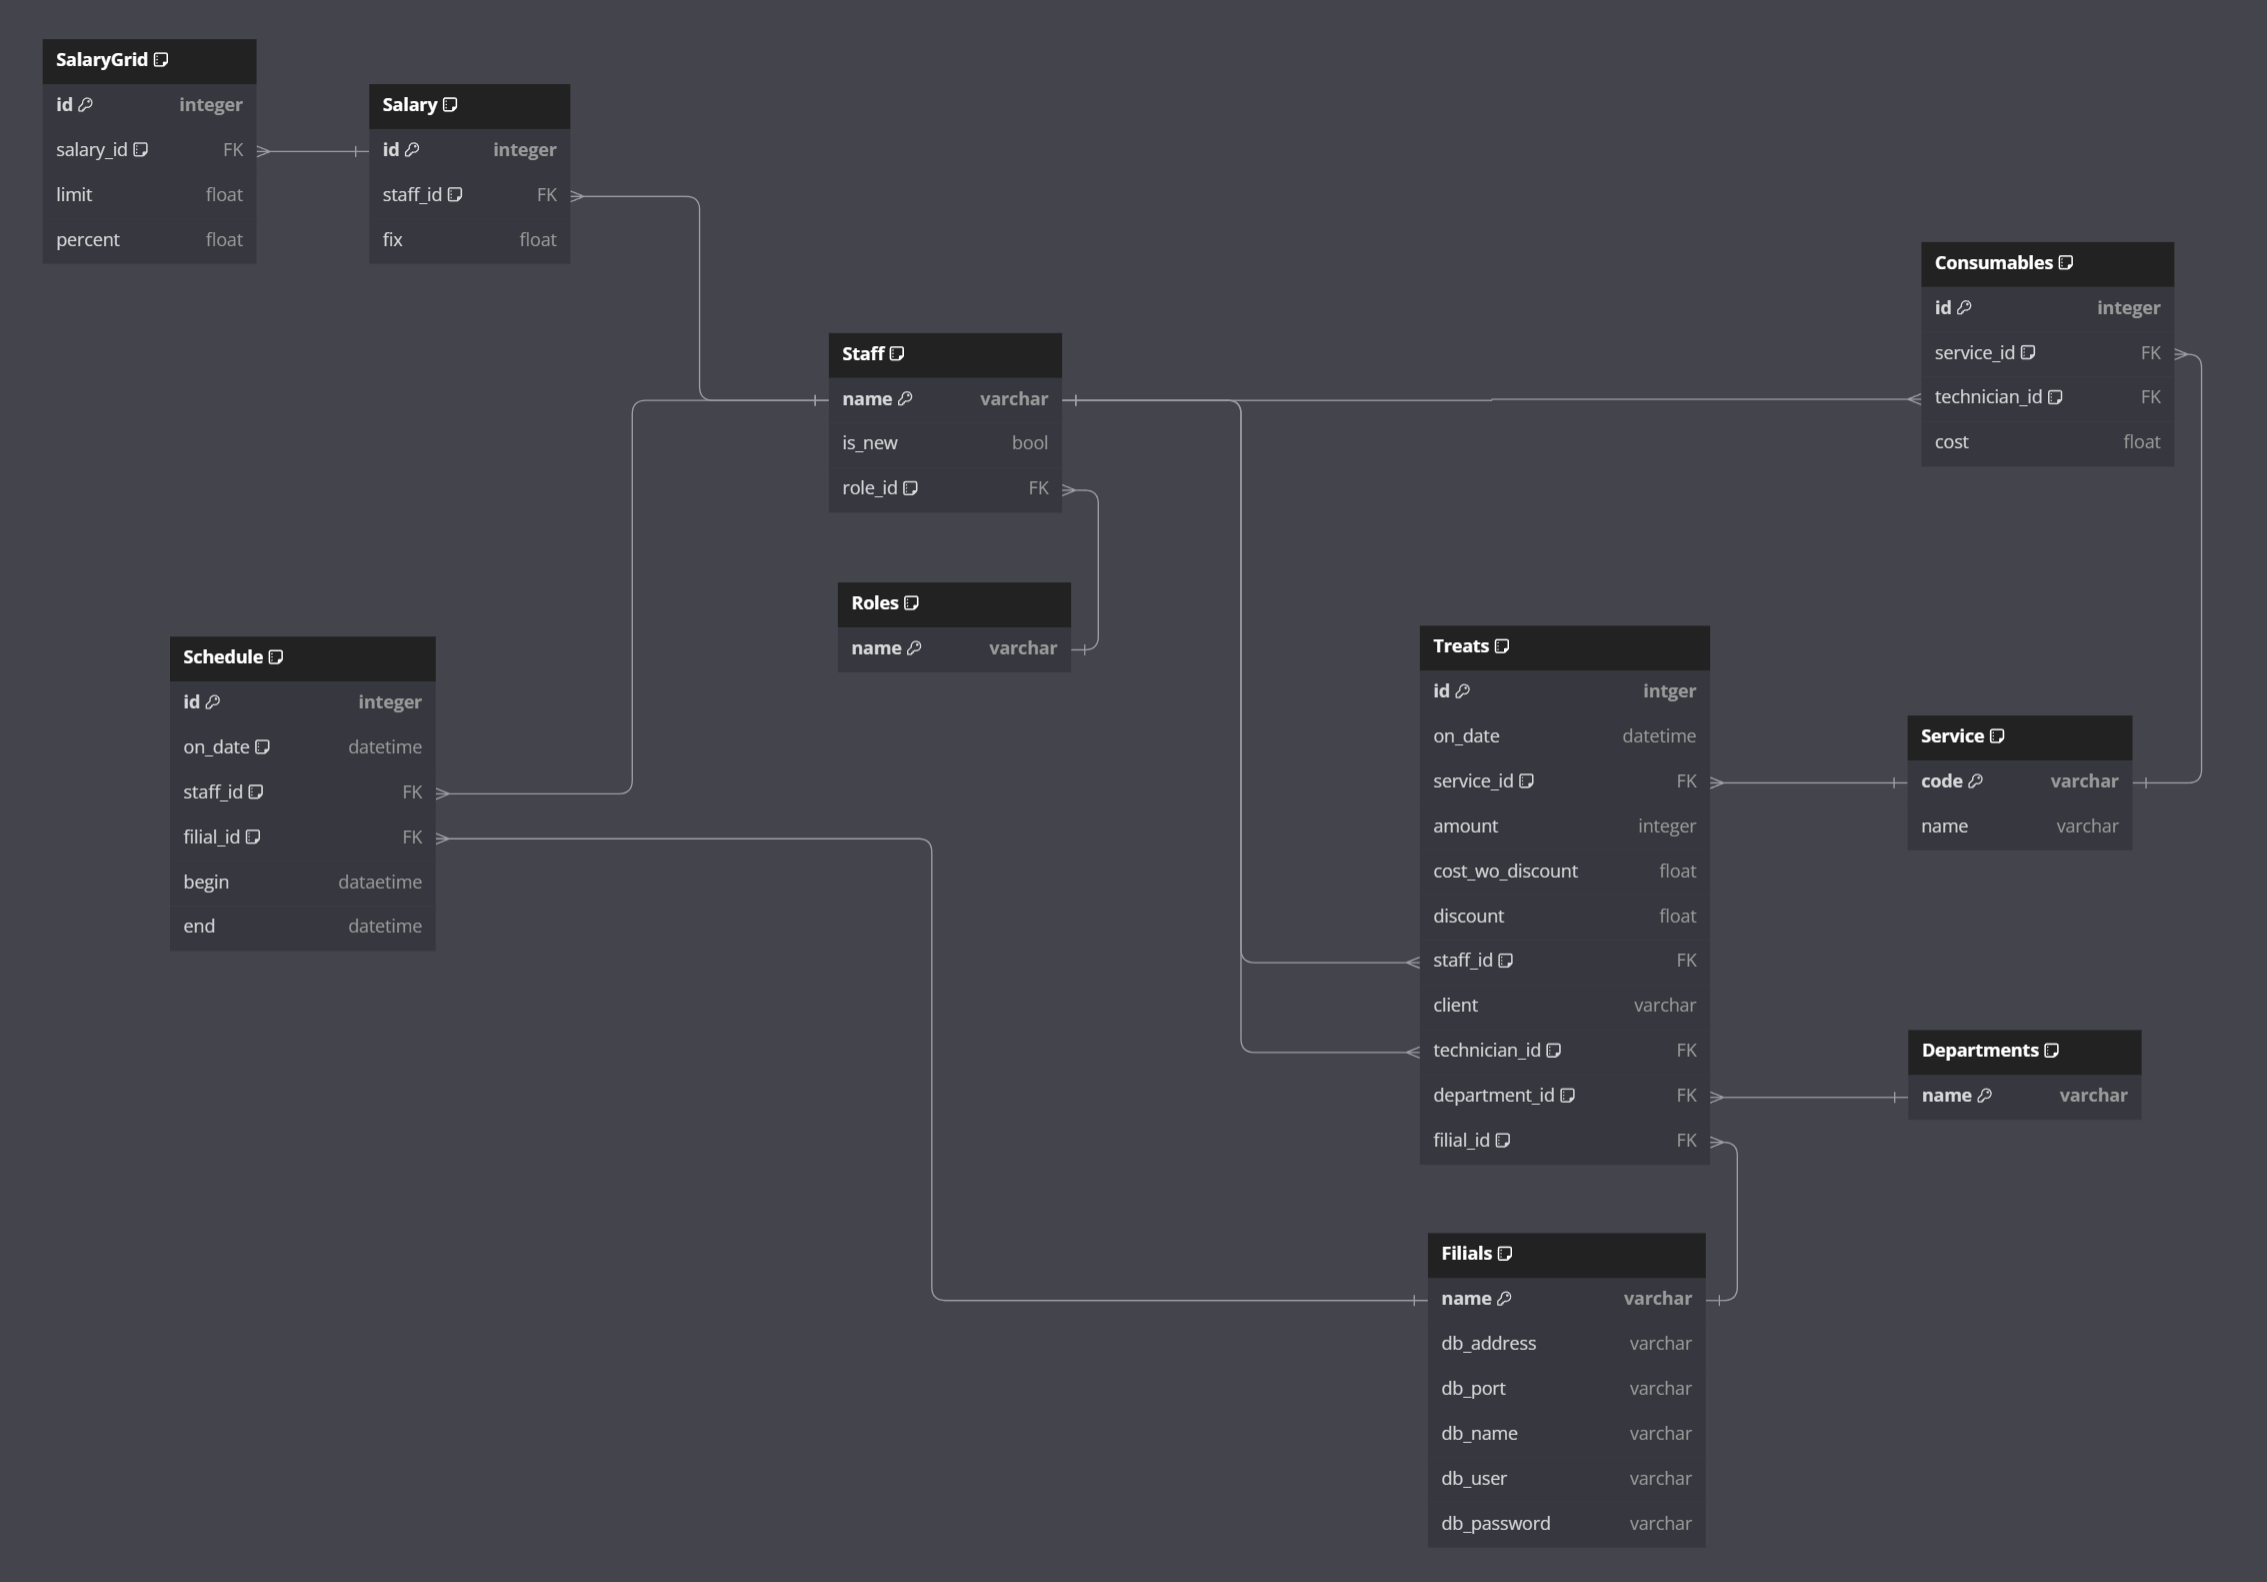 SalaryGrid
id integer
salary_id FK
limit float
percent float
Salary
id integer
staff_id FK
fix float
Staff
name varchar
is_new bool
role_id FK
Roles
name varchar
Consumables
id integer
service_id FK
technician_id FK
cost float
Schedule
id integer
on_date datetime
staff_id FK
filial_id FK
begin dataetime
end datetime
Treats
id intger
on_date datetime
service_id FK
amount integer
cost_wo_discount float
discount float
staff_id FK
client varchar
technician_id FK
department_id FK
filial_id FK
Service
code varchar
name varchar
Departments
name varchar
Filials
name varchar
db_address varchar
db_port varchar
db_name varchar
db_user varchar
db_password varchar